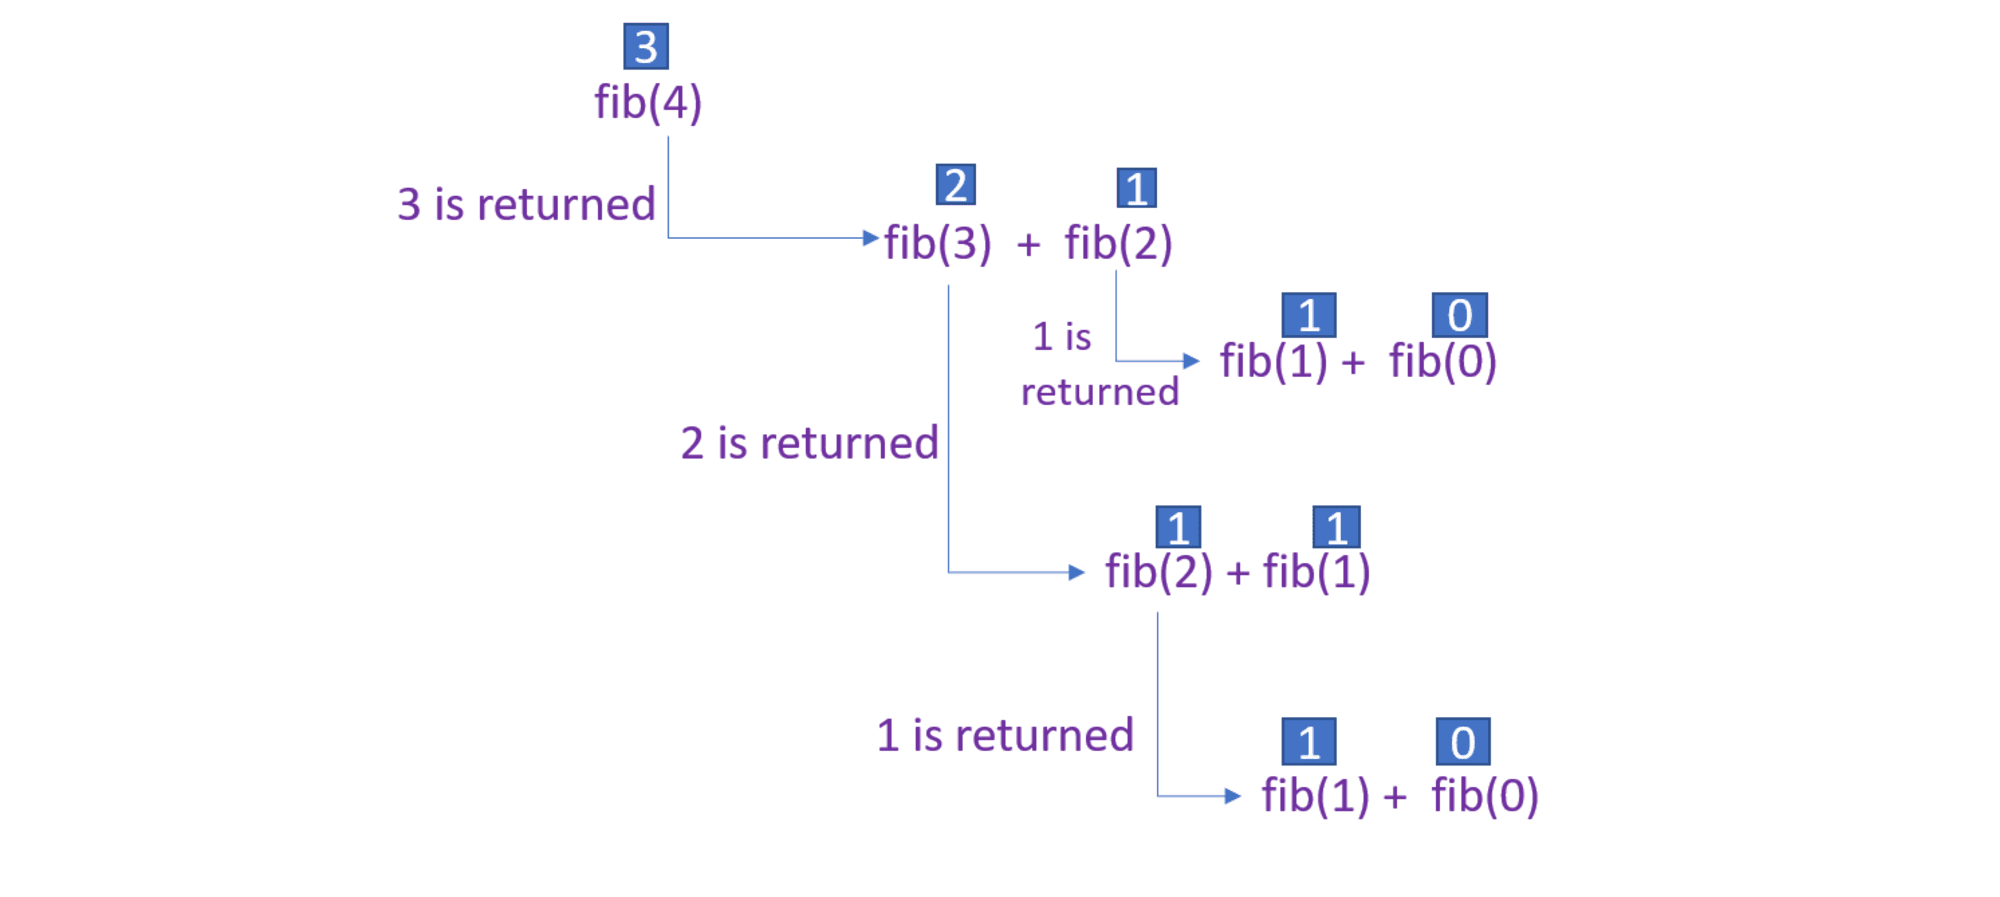 3
fib(4)
3 is returned
2 1
fib(3) + fib(2)
1 is
returned
1 0
fib(1) + fib(0)
2 is returned
1 1
fib(2) + fib(1)
1 is returned
1 0
fib(1) + fib(0)